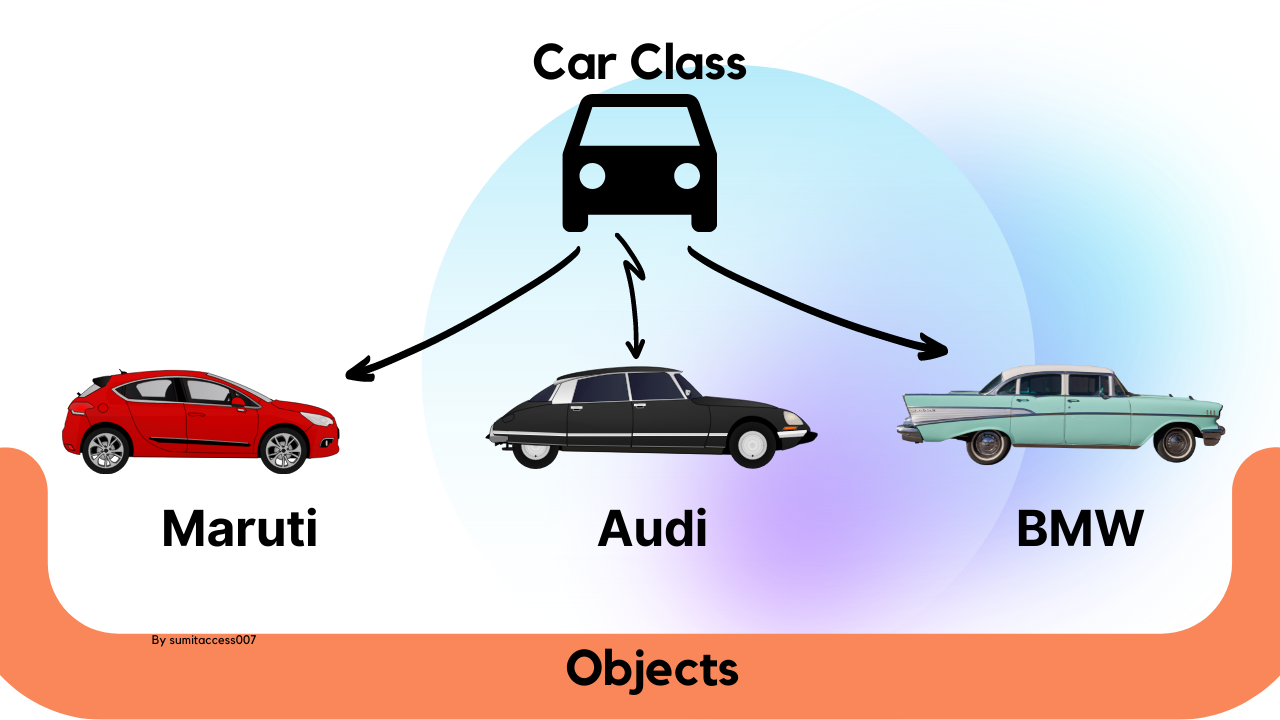 Car Class
Maruti
Audi
BMW
By sumitaccess007
Objects